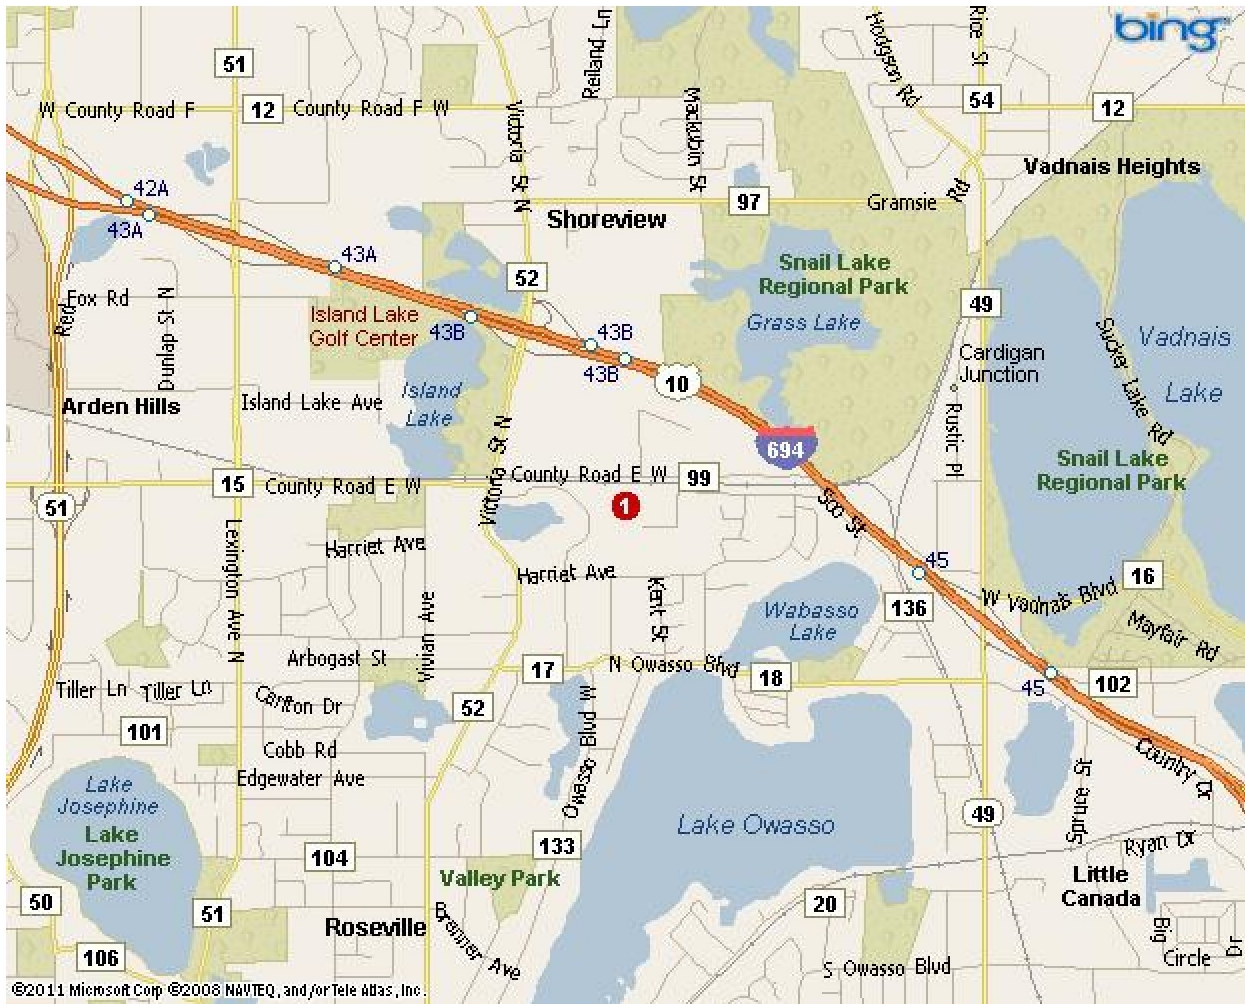 bing
Reiland Ln
Hodgson Rd
Rice St
51
W County Road F
12
County Road F W
Victoria St N
Mackubin St
54
12
Vadnais Heights
42A
43A
97
Gramsie
Rd
Shoreview
43A
52
Snail Lake
Regional Park
Fox Rd
Red
Dunlap St N
Island Lake
Golf Center
43B
43B
43B
Grass Lake
49
Cardigan
Junction
Sucker Lake Rd
Vadnais
Lake
10
Arden Hills
Island Lake Ave
Island
Lake
Victoria St N
Rustic Pl
694
Snail Lake
Regional Park
51
15
County Road E W
County Road E W
99
1
Soo St
Lexington Ave N
Harriet Ave
Harriet Ave
45
W Vadnais Blvd
16
Vivian Ave
Kent St
Wabasso
Lake
136
Mayfair Rd
Arbogast St
17
N Owasso Blvd
18
45
102
Tiller Ln
Tiller Ln
Carlton Dr
52
101
Owasso Blvd W
Cobb Rd
Edgewater Ave
Country Dr
Lake
Josephine
Lake
Josephine
Park
Lake Owasso
49
Spruce St
Ryan Dr
104
133
Valley Park
Little
Canada
50
51
20
Roseville
Brenner Ave
106
S Owasso Blvd
Big
Circle
Dr
©2011 Microsoft Corp ©2008 NAVTEQ, and/or Tele Atlas, Inc.